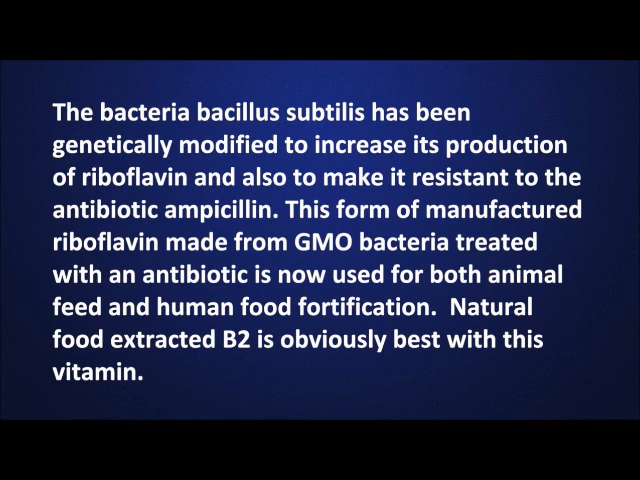 The bacteria bacillus subtilis has been
genetically modified to increase its production
of riboflavin and also to make it resistant to the
antibiotic ampicillin. This form of manufactured
riboflavin made from GMO bacteria treated
with an antibiotic is now used for both animal
feed and human food fortification.  Natural
food extracted B2 is obviously best with this
vitamin.